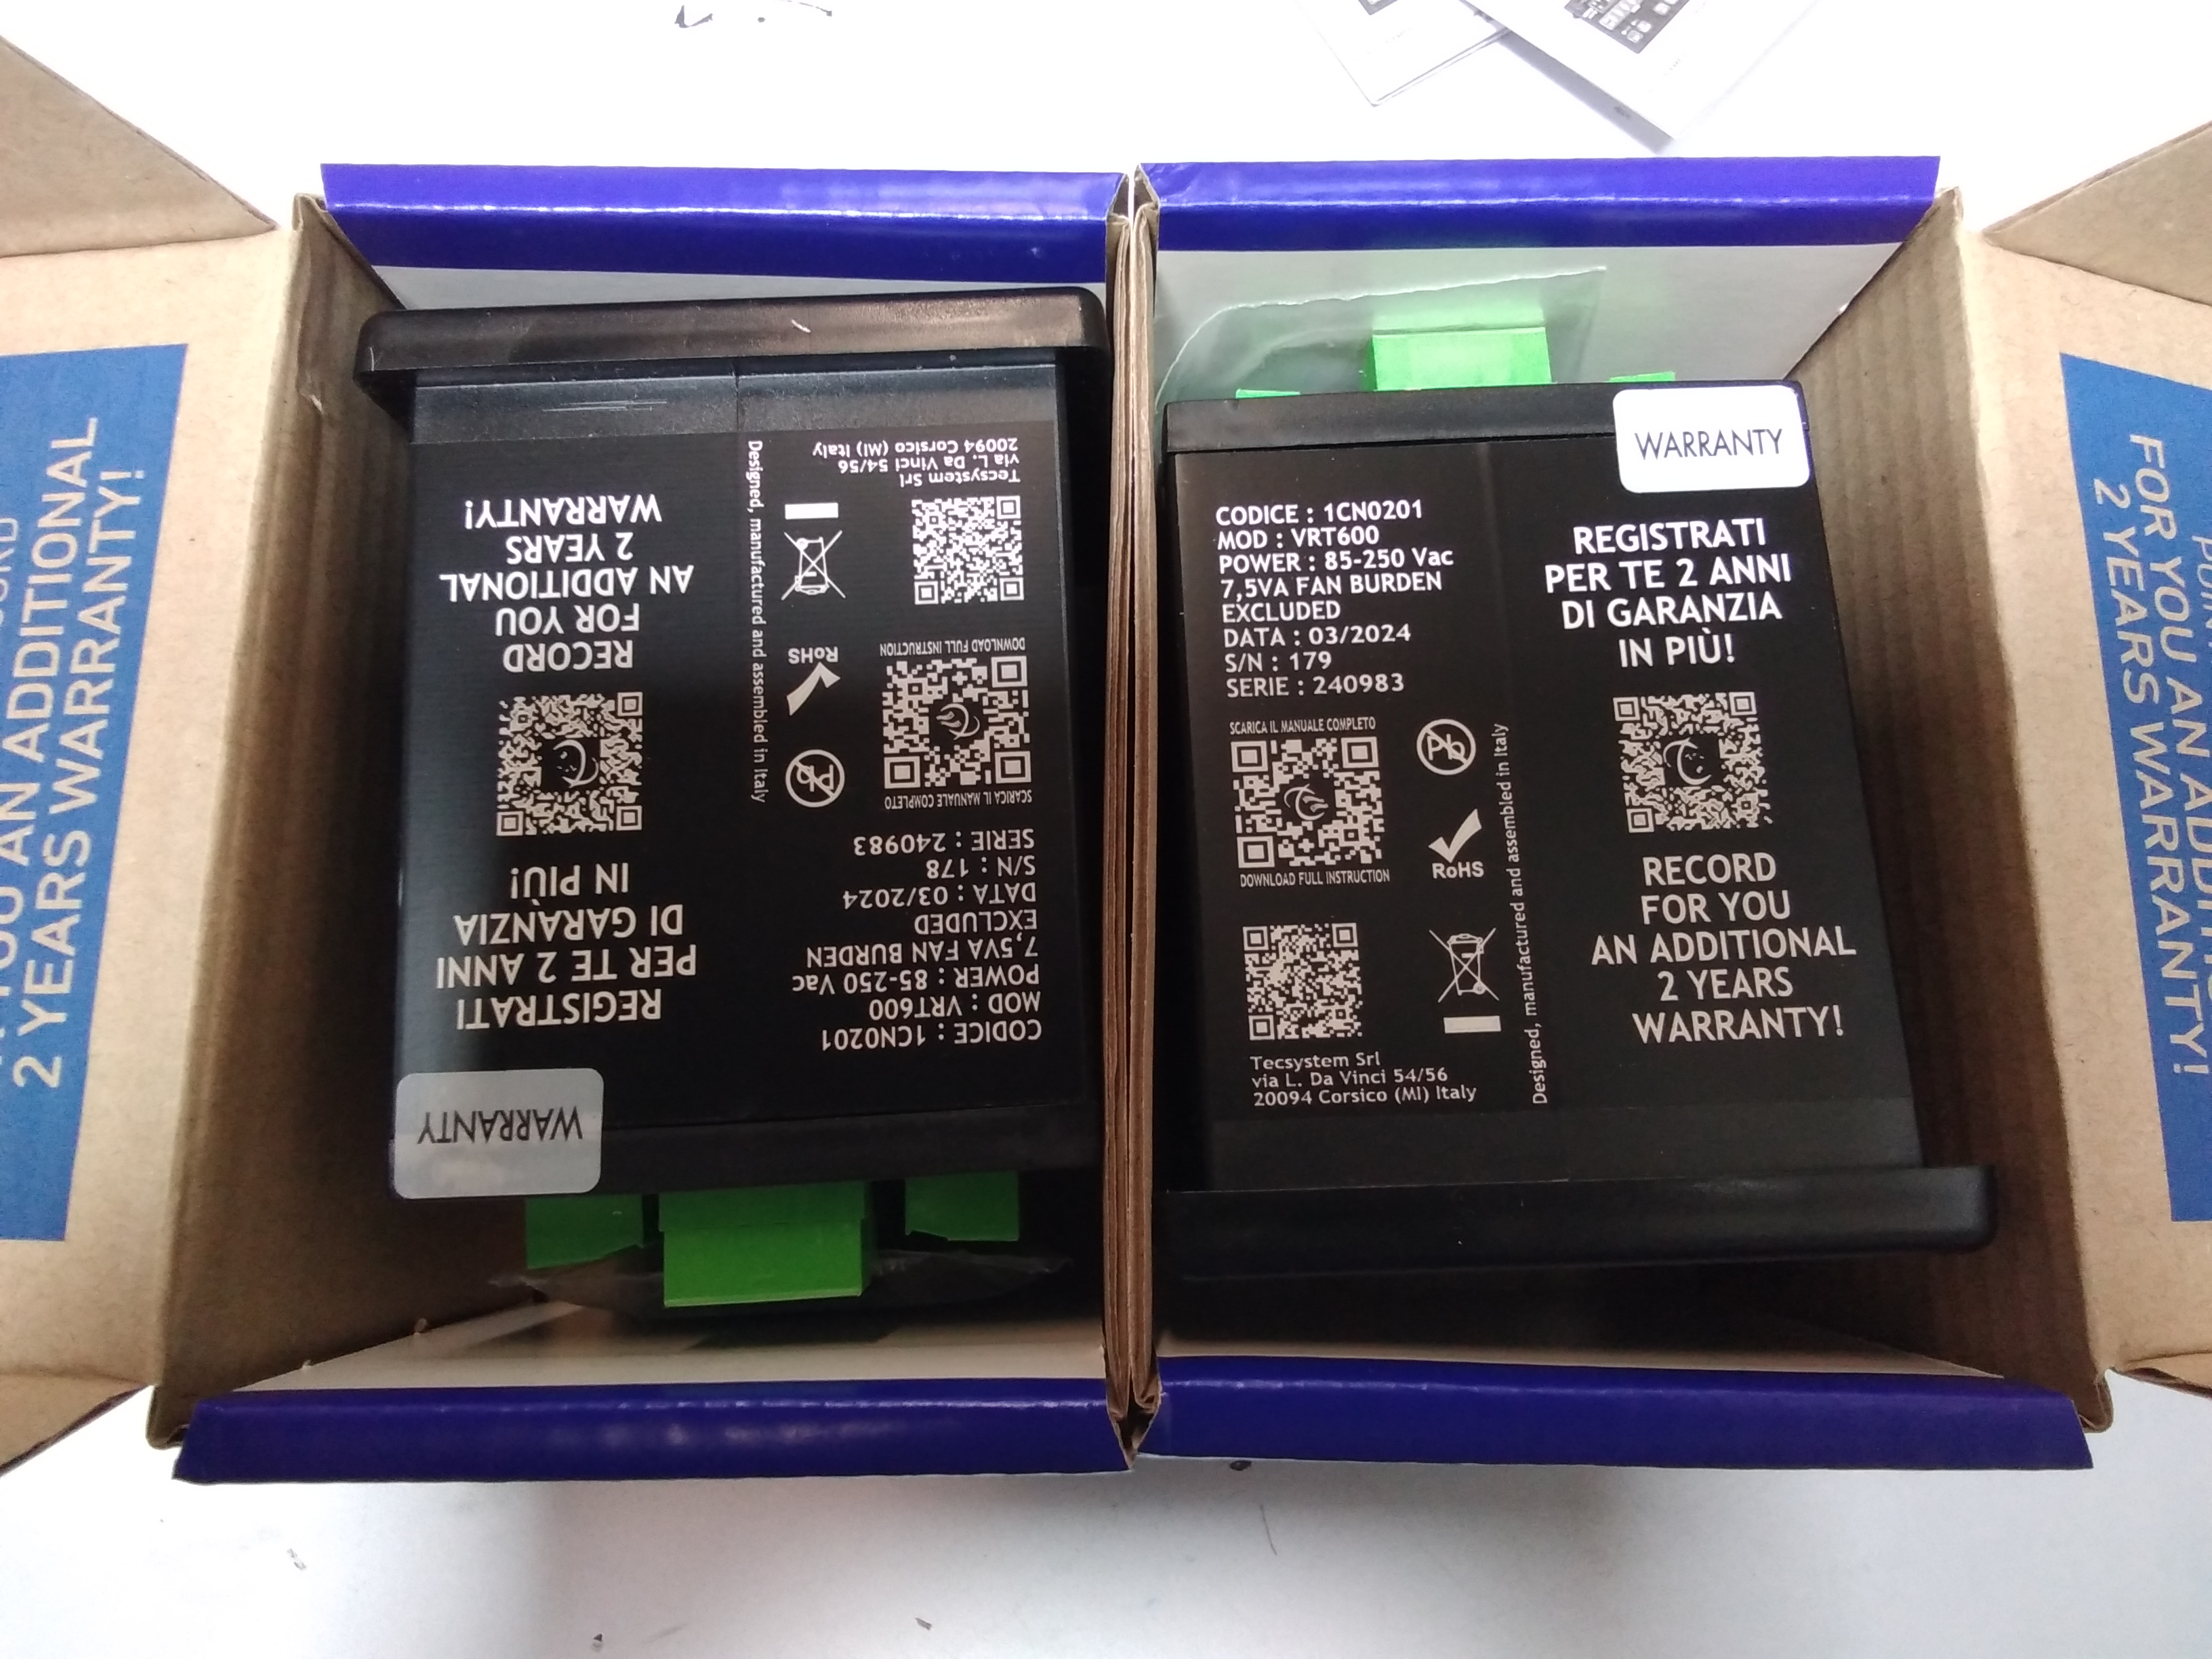 FOR YOU AN ADDITIONAL
2 YEARS WARRANTY!
WARRANTY
REGISTRATI
PER TE 2 ANNI
DI GARANZIA
IN PIÙ!
RECORD
FOR YOU
AN ADDITIONAL
2 YEARS
WARRANTY!
CODICE : 1CN0201
MOD : VRT600
POWER : 85-250 Vac
7,5VA FAN BURDEN
EXCLUDED
DATA : 03/2024
S/N : 178
SERIE : 240983
SCARICA IL MANUALE COMPLETO
DOWNLOAD FULL INSTRUCTION
Pb
RoHS
Designed, manufactured and assembled in Italy
Tecsystem Srl
via L. Da Vinci 54/56
20094 Corsico (MI) Italy
WARRANTY
CODICE : 1CN0201
MOD : VRT600
POWER : 85-250 Vac
7,5VA FAN BURDEN
EXCLUDED
DATA : 03/2024
S/N : 179
SERIE : 240983
SCARICA IL MANUALE COMPLETO
DOWNLOAD FULL INSTRUCTION
Pb
RoHS
Designed, manufactured and assembled in Italy
Tecsystem Srl
via L. Da Vinci 54/56
20094 Corsico (MI) Italy
REGISTRATI
PER TE 2 ANNI
DI GARANZIA
IN PIÙ!
RECORD
FOR YOU
AN ADDITIONAL
2 YEARS
WARRANTY!
FOR YOU AN ADDITIONAL
2 YEARS WARRANTY!